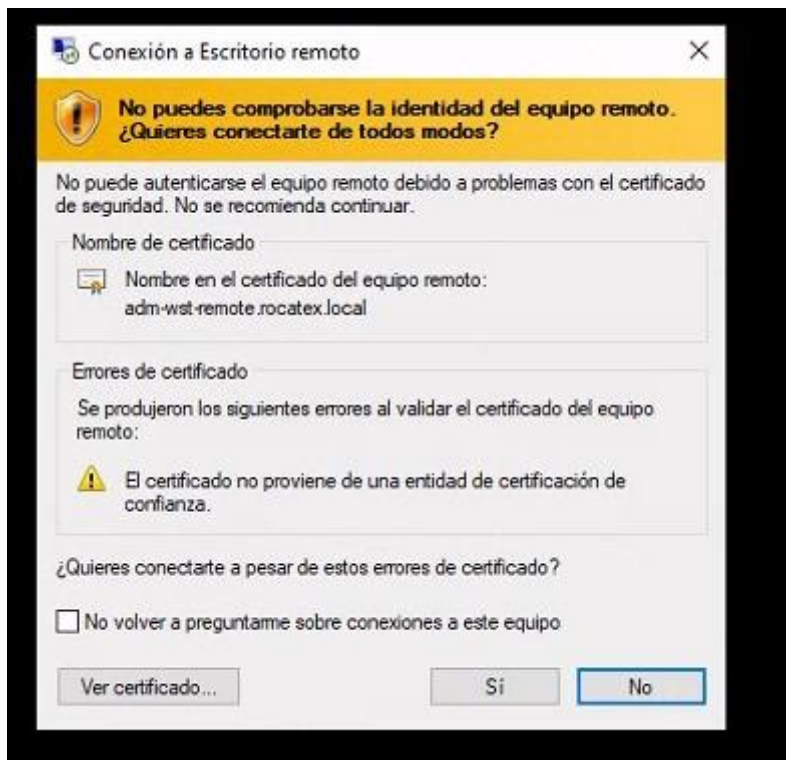 Conexión a Escritorio remoto
No puedes comprobarse la identidad del equipo remoto.
¿Quieres conectarte de todos modos?
No puede autenticarse el equipo remoto debido a problemas con el certificado
de seguridad. No se recomienda continuar.
Nombre de certificado
Nombre en el certificado del equipo remoto:
adm-wst-remote.rocatex.local
Errores de certificado
Se produjeron los siguientes errores al validar el certificado del equipo
remoto:
El certificado no proviene de una entidad de certificación de
confianza.
¿Quieres conectarte a pesar de estos errores de certificado?
No volver a preguntarme sobre conexiones a este equipo
Ver certificado...
Sí
No